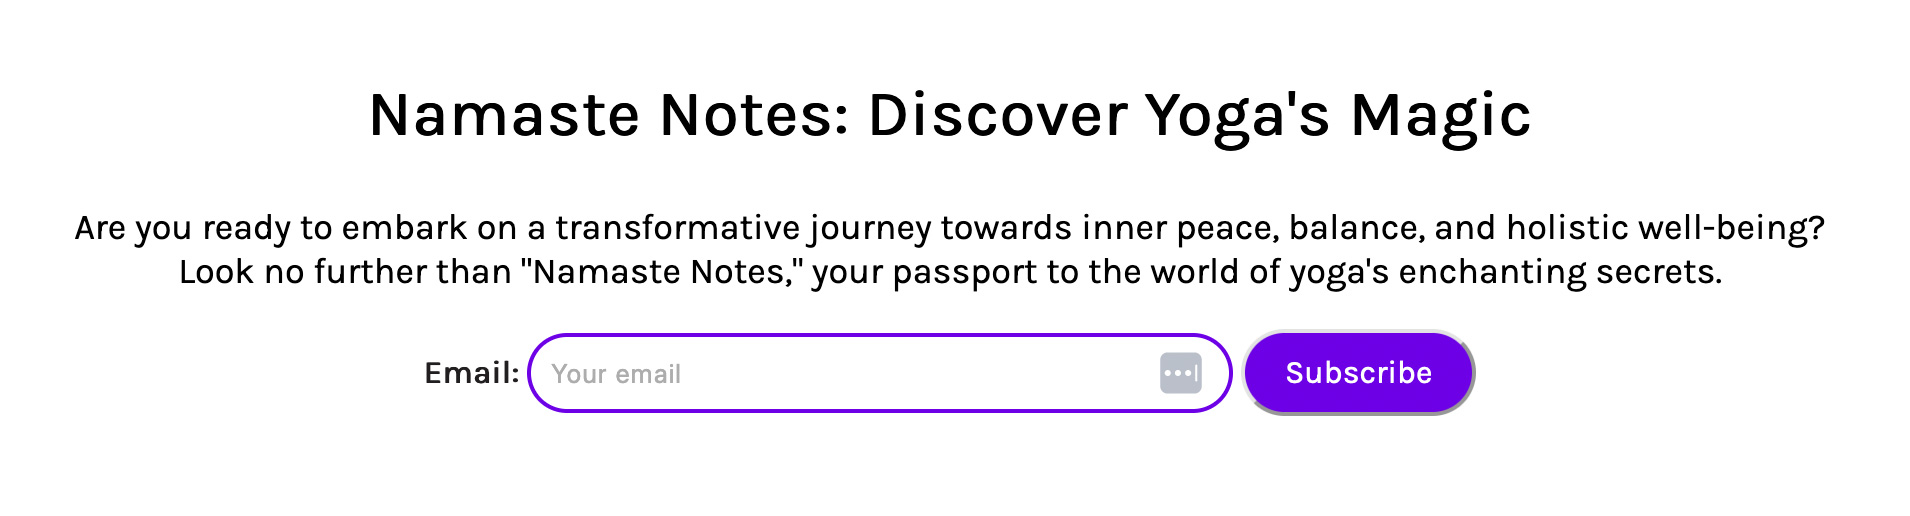 Namaste Notes: Discover Yoga's Magic
Are you ready to embark on a transformative journey towards inner peace, balance, and holistic well-being?
Look no further than "Namaste Notes," your passport to the world of yoga's enchanting secrets.
Email: Your email Subscribe